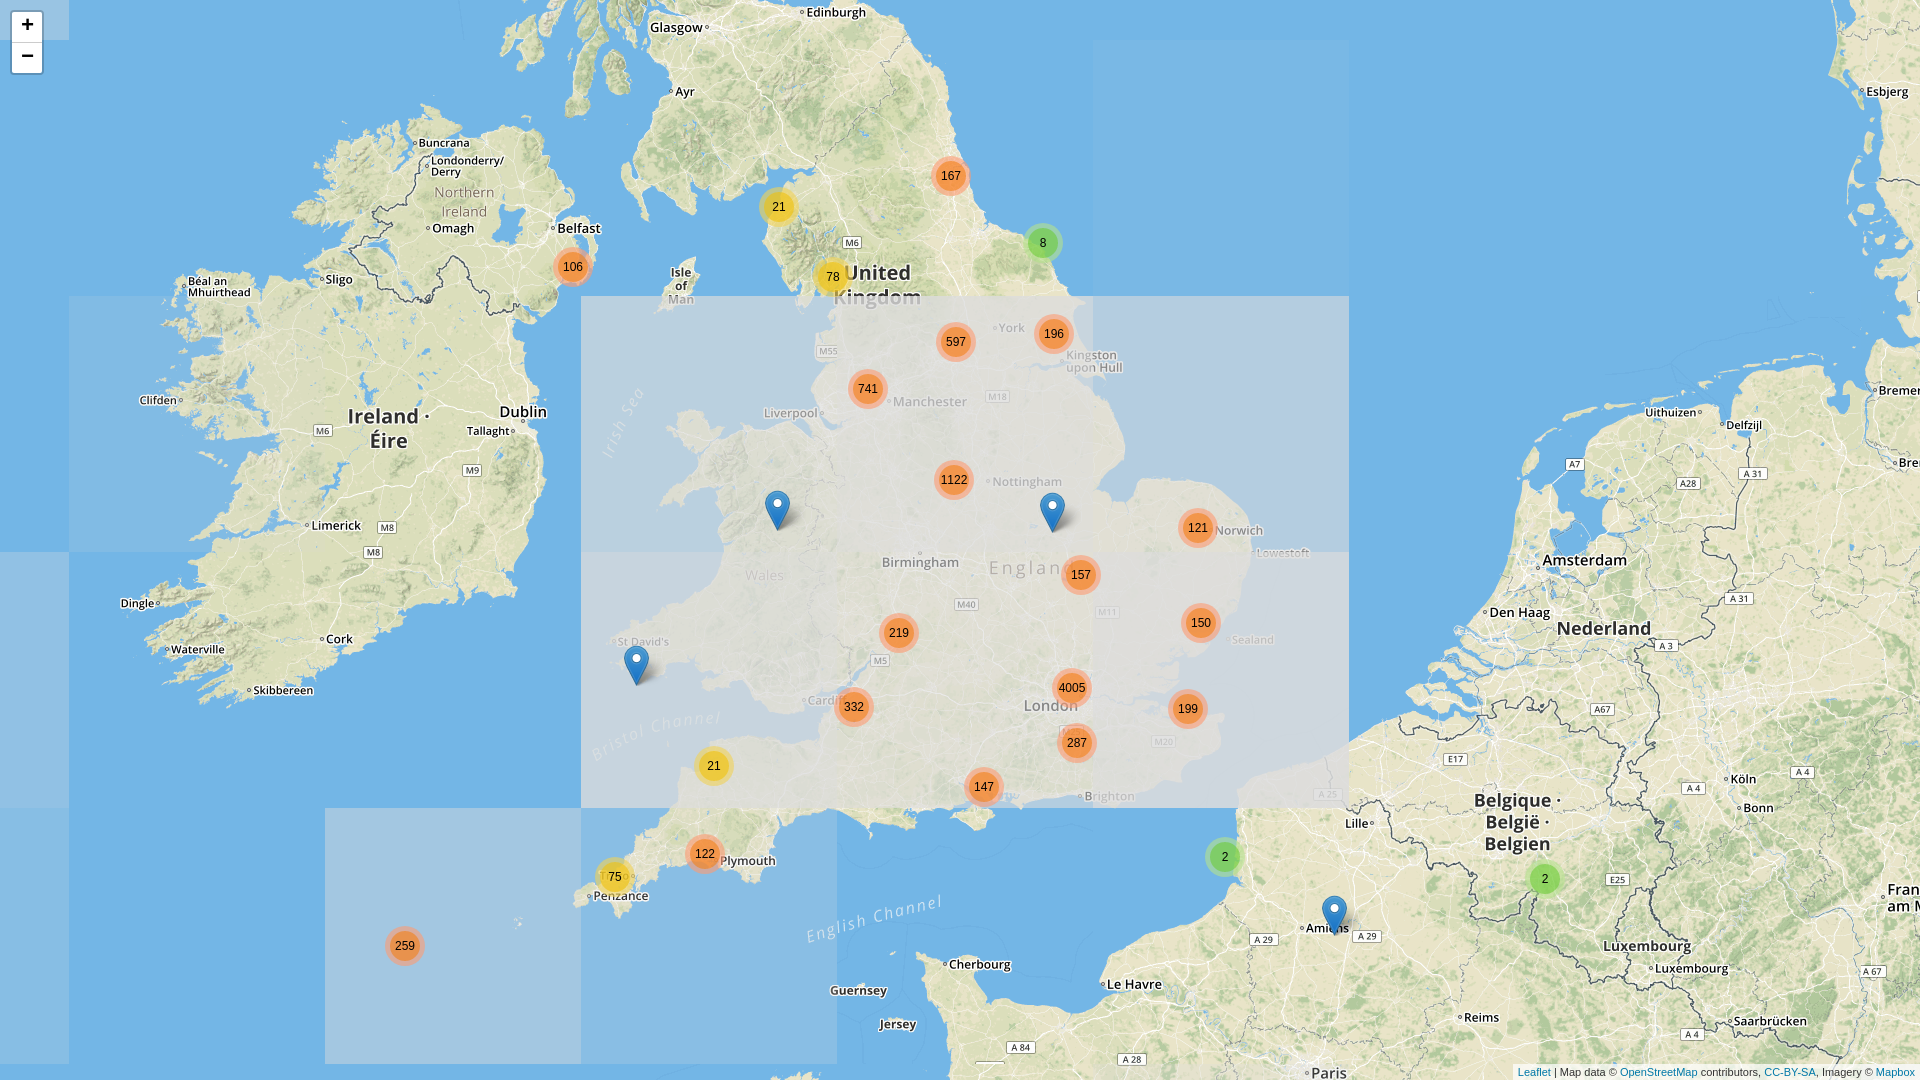 +
−
Glasgow
Edinburgh
Ayr
Esbjerg
Buncrana
Londonderry/
Derry
Northern
Ireland
Omagh
Belfast
167
21
8
M6
106
78
United
Kingdom
Isle
of
Man
Sligo
Béal an
Mhuirthead
York
196
597
M55
Kingston
upon Hull
741
Manchester
M18
Irish Sea
Liverpool
Clifden
Ireland ·
Éire
Dublin
Tallaght
M6
M9
Uithuizen
Delfzijl
Bremer
Bre
A7
A 31
A28
1122
Nottingham
Limerick
M8
M8
121
Norwich
Lowestoft
Birmingham
Englan
157
Wales
Amsterdam
Dingle
M40
M11
Den Haag
A 31
Nederland
A 3
Cork
Waterville
St David's
219
150
Sealand
M5
Skibbereen
4005
Cardiff
332
London
199
A67
Bristol Channel
287
M20
E17
21
147
Brighton
A 25
Köln
A 4
A 4
Bonn
Belgique ·
België ·
Belgien
Lille
122
Plymouth
75
Penzance
2
2
E25
Fran
am M
English Channel
259
Amiens
A 29
A 29
Luxembourg
Luxembourg
A 67
Cherbourg
Le Havre
Guernsey
Jersey
Reims
Saarbrücken
A 4
A 84
A 28
Paris
Leaflet | Map data © OpenStreetMap contributors, CC-BY-SA, Imagery © Mapbox